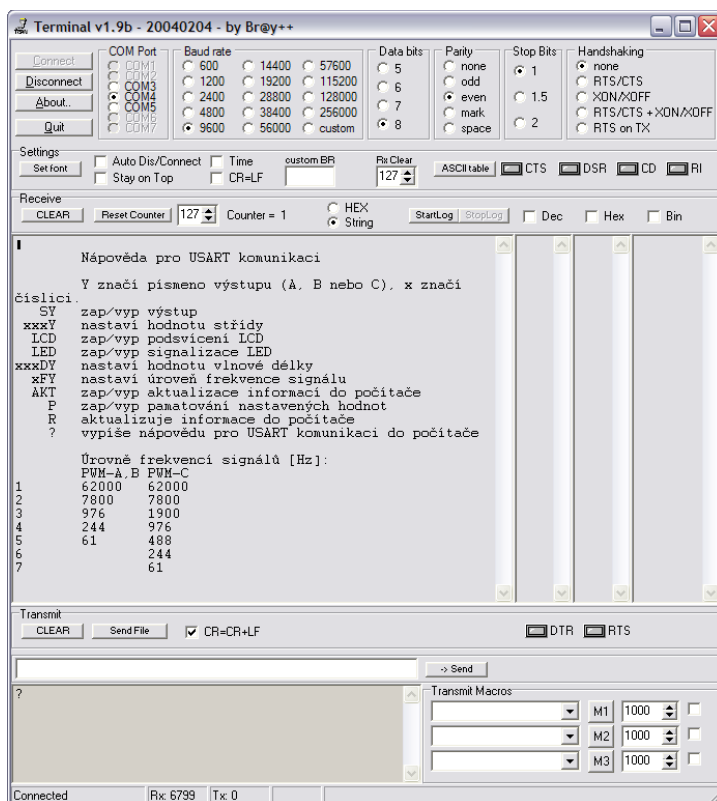 Terminal v1.9b - 20040204 - by Br@y++
Connect
Disconnect
About..
Quit
COM Port
COM1
COM2
COM3
COM4
COM5
COM6
COM7
Baud rate
600 14400 57600
1200 19200 115200
2400 28800 128000
4800 38400 256000
9600 56000 custom
Data bits
5
6
7
8
Parity
none
odd
even
mark
space
Stop Bits
1
1.5
2
Handshaking
none
RTS/CTS
XON/XOFF
RTS/CTS + XON/XOFF
RTS on TX
Settings
Set font
Auto Dis/Connect Time
Stay on Top CR=LF
custom BR
Rx Clear
127
ASCII table CTS DSR CD RI
Receive
CLEAR Reset Counter 127 Counter = 1
HEX
String
StartLog StopLog Dec Hex Bin
Nápověda pro USART komunikaci
Y značí písmeno výstupu (A, B nebo C), x značí
číslici.
SY zap/vyp výstup
xxxY nastaví hodnotu střídy
LCD zap/vyp podsvícení LCD
LED zap/vyp signalizace LED
xxxDY nastaví hodnotu vlnové délky
xFY nastaví úroveň frekvence signálu
AKT zap/vyp aktualizace informací do počítače
P zap/vyp pamatování nastavených hodnot
R aktualizuje informace do počítače
? vypíše nápovědu pro USART komunikaci do počítače
Úrovně frekvencí signálů [Hz]:
PWM-A,B PWM-C
1 62000 62000
2 7800 7800
3 976 1900
4 244 976
5 61 488
6 244
7 61
Transmit
CLEAR Send File CR=CR+LF DTR RTS
-> Send
?
Transmit Macros
M1 1000
M2 1000
M3 1000
Connected Rx: 6799 Tx: 0